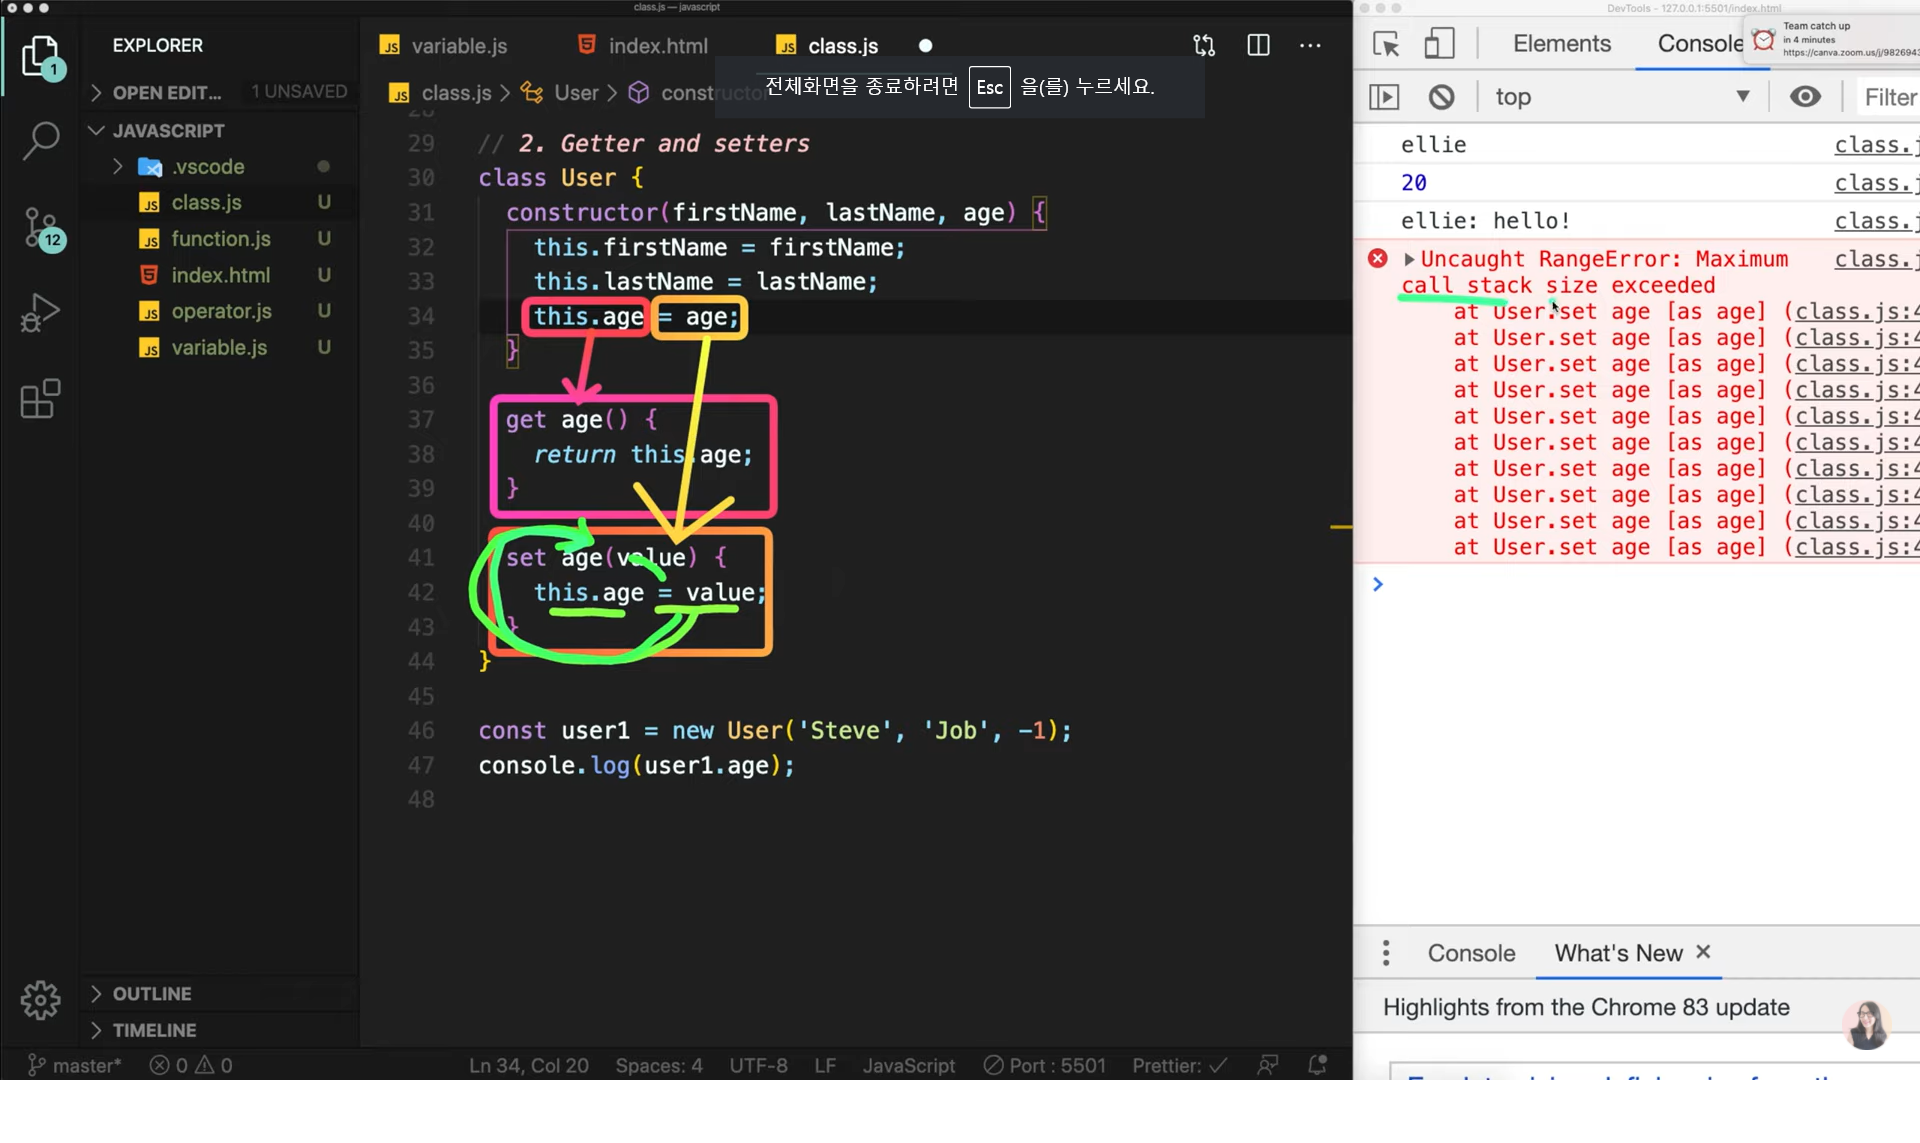 class.js — javascript
DevTools - 127.0.0.1:5501/index.html
Team catch up
in 4 minutes
EXPLORER
OPEN EDIT... 1 UNSAVED
JAVASCRIPT
.vscode
class.js U
function.js U
index.html U
operator.js U
variable.js U
OUTLINE
TIMELINE
1
12
variable.js
index.html
class.js
class.js > User > constructor
전체화면을 종료하려면 Esc 을(를) 누르세요.
29 // 2. Getter and setters
30 class User {
31 constructor(firstName, lastName, age) {
32 this.firstName = firstName;
33 this.lastName = lastName;
34 this.age = age;
35 }
36
37 get age() {
38 return this.age;
39 }
40
41 set age(value) {
42 this.age = value;
43 }
44 }
45
46 const user1 = new User('Steve', 'Job', -1);
47 console.log(user1.age);
48
master* 0 0 Ln 34, Col 20 Spaces: 4 UTF-8 LF JavaScript Port : 5501 Prettier: ✓
Elements Console
top Filter
ellie class.j
20 class.j
ellie: hello! class.j
Uncaught RangeError: Maximum class.j
call stack size exceeded
at User.set age [as age] (class.js:4
at User.set age [as age] (class.js:4
at User.set age [as age] (class.js:4
at User.set age [as age] (class.js:4
at User.set age [as age] (class.js:4
at User.set age [as age] (class.js:4
at User.set age [as age] (class.js:4
at User.set age [as age] (class.js:4
at User.set age [as age] (class.js:4
at User.set age [as age] (class.js:4
Console What's New
Highlights from the Chrome 83 update